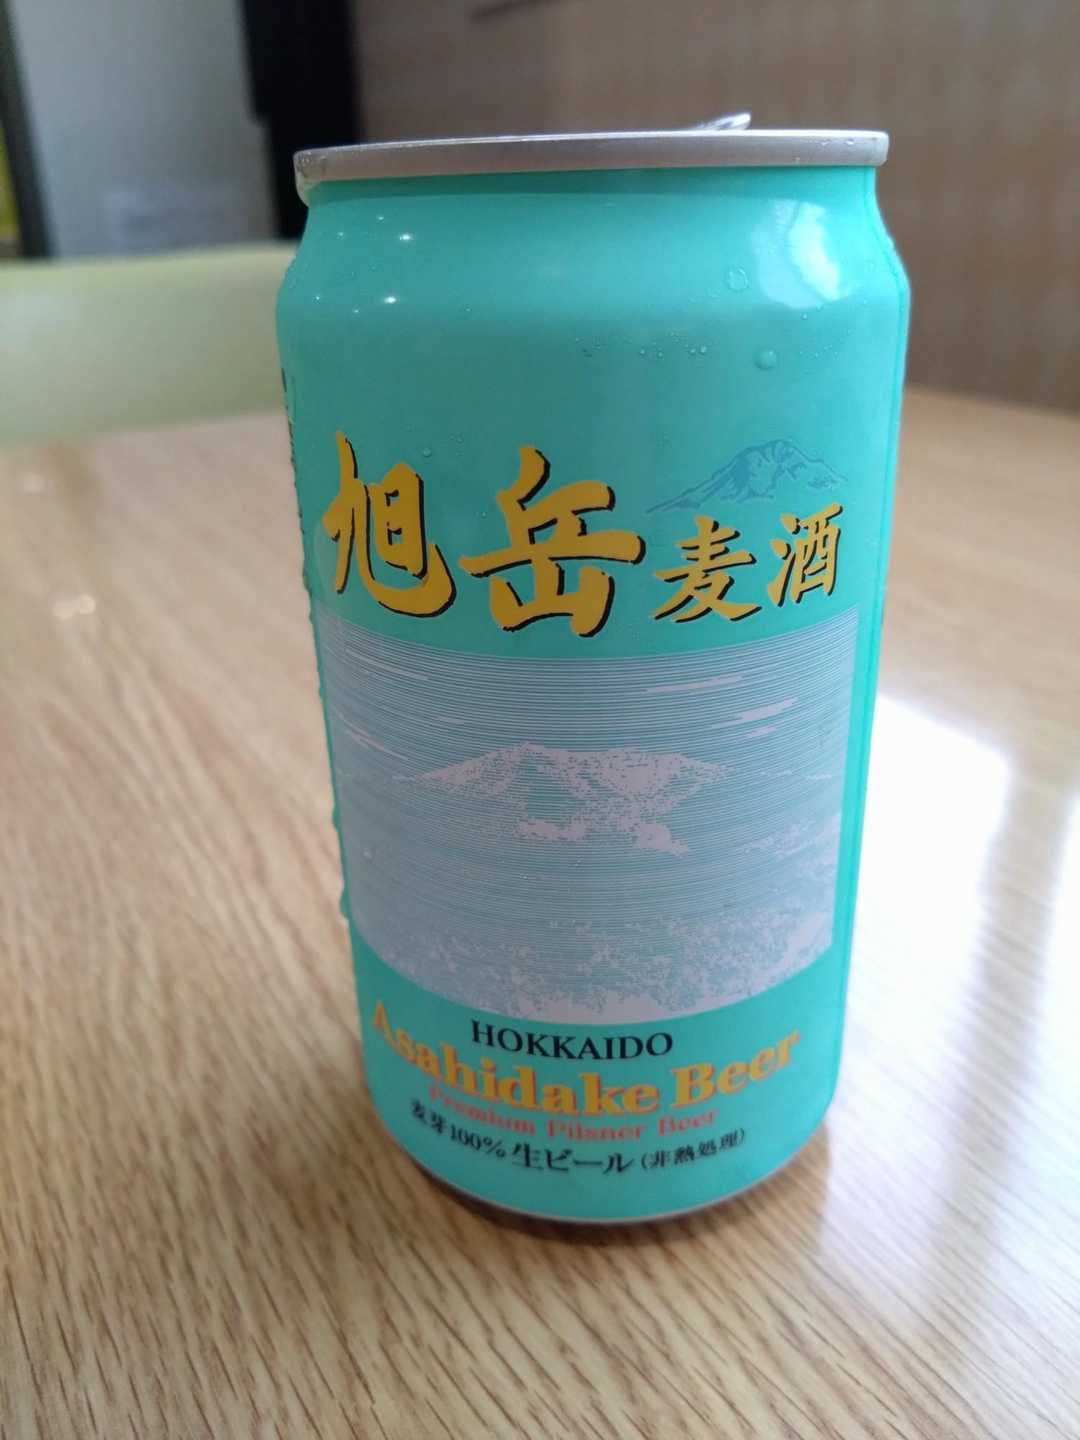 旭岳麦酒
HOKKAIDO
Asahidake Beer
Premium Pilsner Beer
麦芽100% 生ビール (非熱処理)